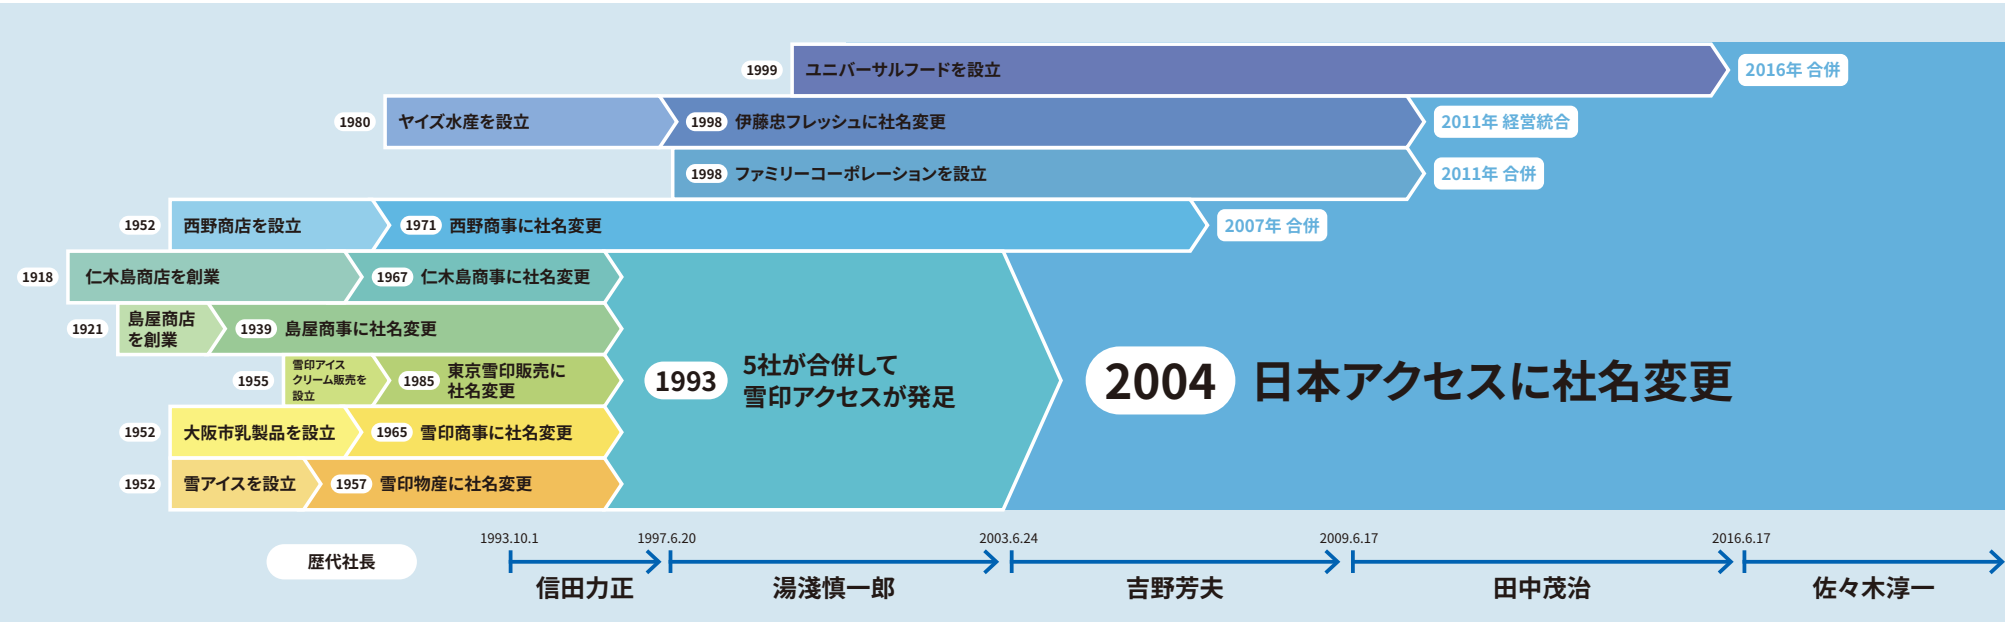 1999 ユニバーサルフードを設立 2016年 合併
1980 ヤイズ水産を設立 1998 伊藤忠フレッシュに社名変更 2011年 経営統合
1998 ファミリーコーポレーションを設立 2011年 合併
1952 西野商店を設立 1971 西野商事に社名変更 2007年 合併
1918 仁木島商店を創業 1967 仁木島商事に社名変更
1921 島屋商店
を創業
1939 島屋商事に社名変更
1955 雪印アイス
クリーム販売を
設立
1985 東京雪印販売に
社名変更
1952 大阪市乳製品を設立 1965 雪印商事に社名変更
1952 雪アイスを設立 1957 雪印物産に社名変更
1993 5社が合併して
雪印アクセスが発足
2004 日本アクセスに社名変更
歴代社長
1993.10.1 1997.6.20 2003.6.24 2009.6.17 2016.6.17
信田力正 湯淺慎一郎 吉野芳夫 田中茂治 佐々木淳一